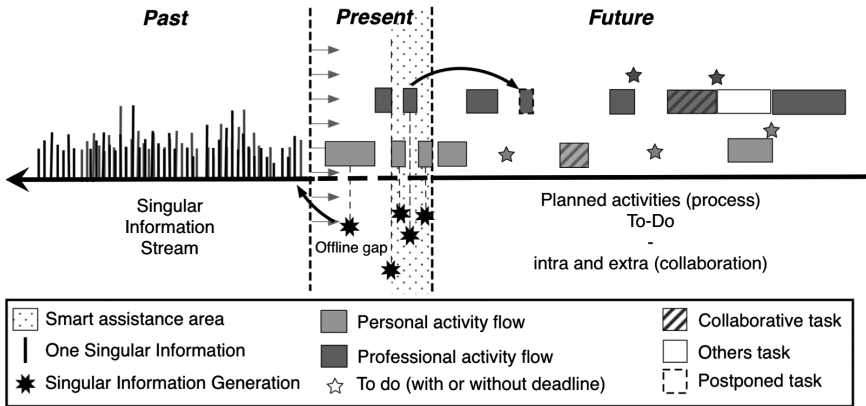 Past
Present
Future
Singular
Information
Stream
Offline gap
Planned activities (process)
To-Do
-
intra and extra (collaboration)
Smart assistance area
One Singular Information
Singular Information Generation
Personal activity flow
Professional activity flow
To do (with or without deadline)
Collaborative task
Others task
Postponed task